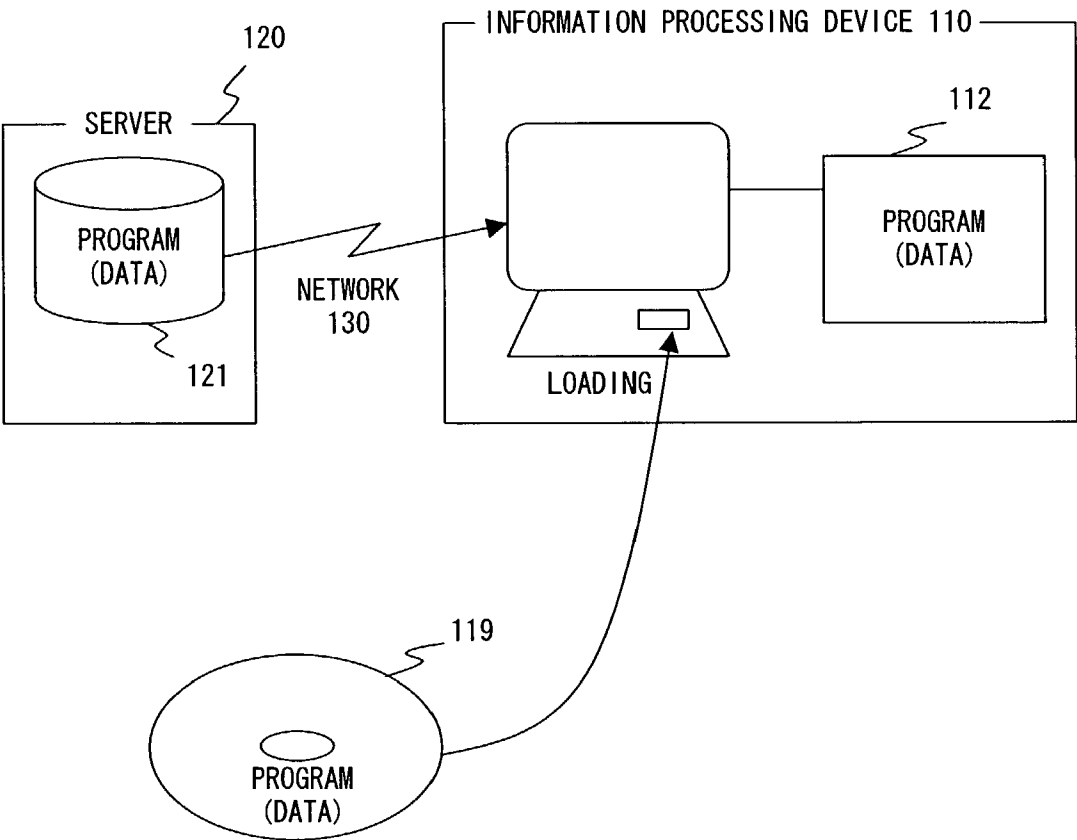 INFORMATION PROCESSING DEVICE 110
120
SERVER
112
PROGRAM
(DATA)
PROGRAM
(DATA)
NETWORK
130
121
LOADING
119
PROGRAM
(DATA)